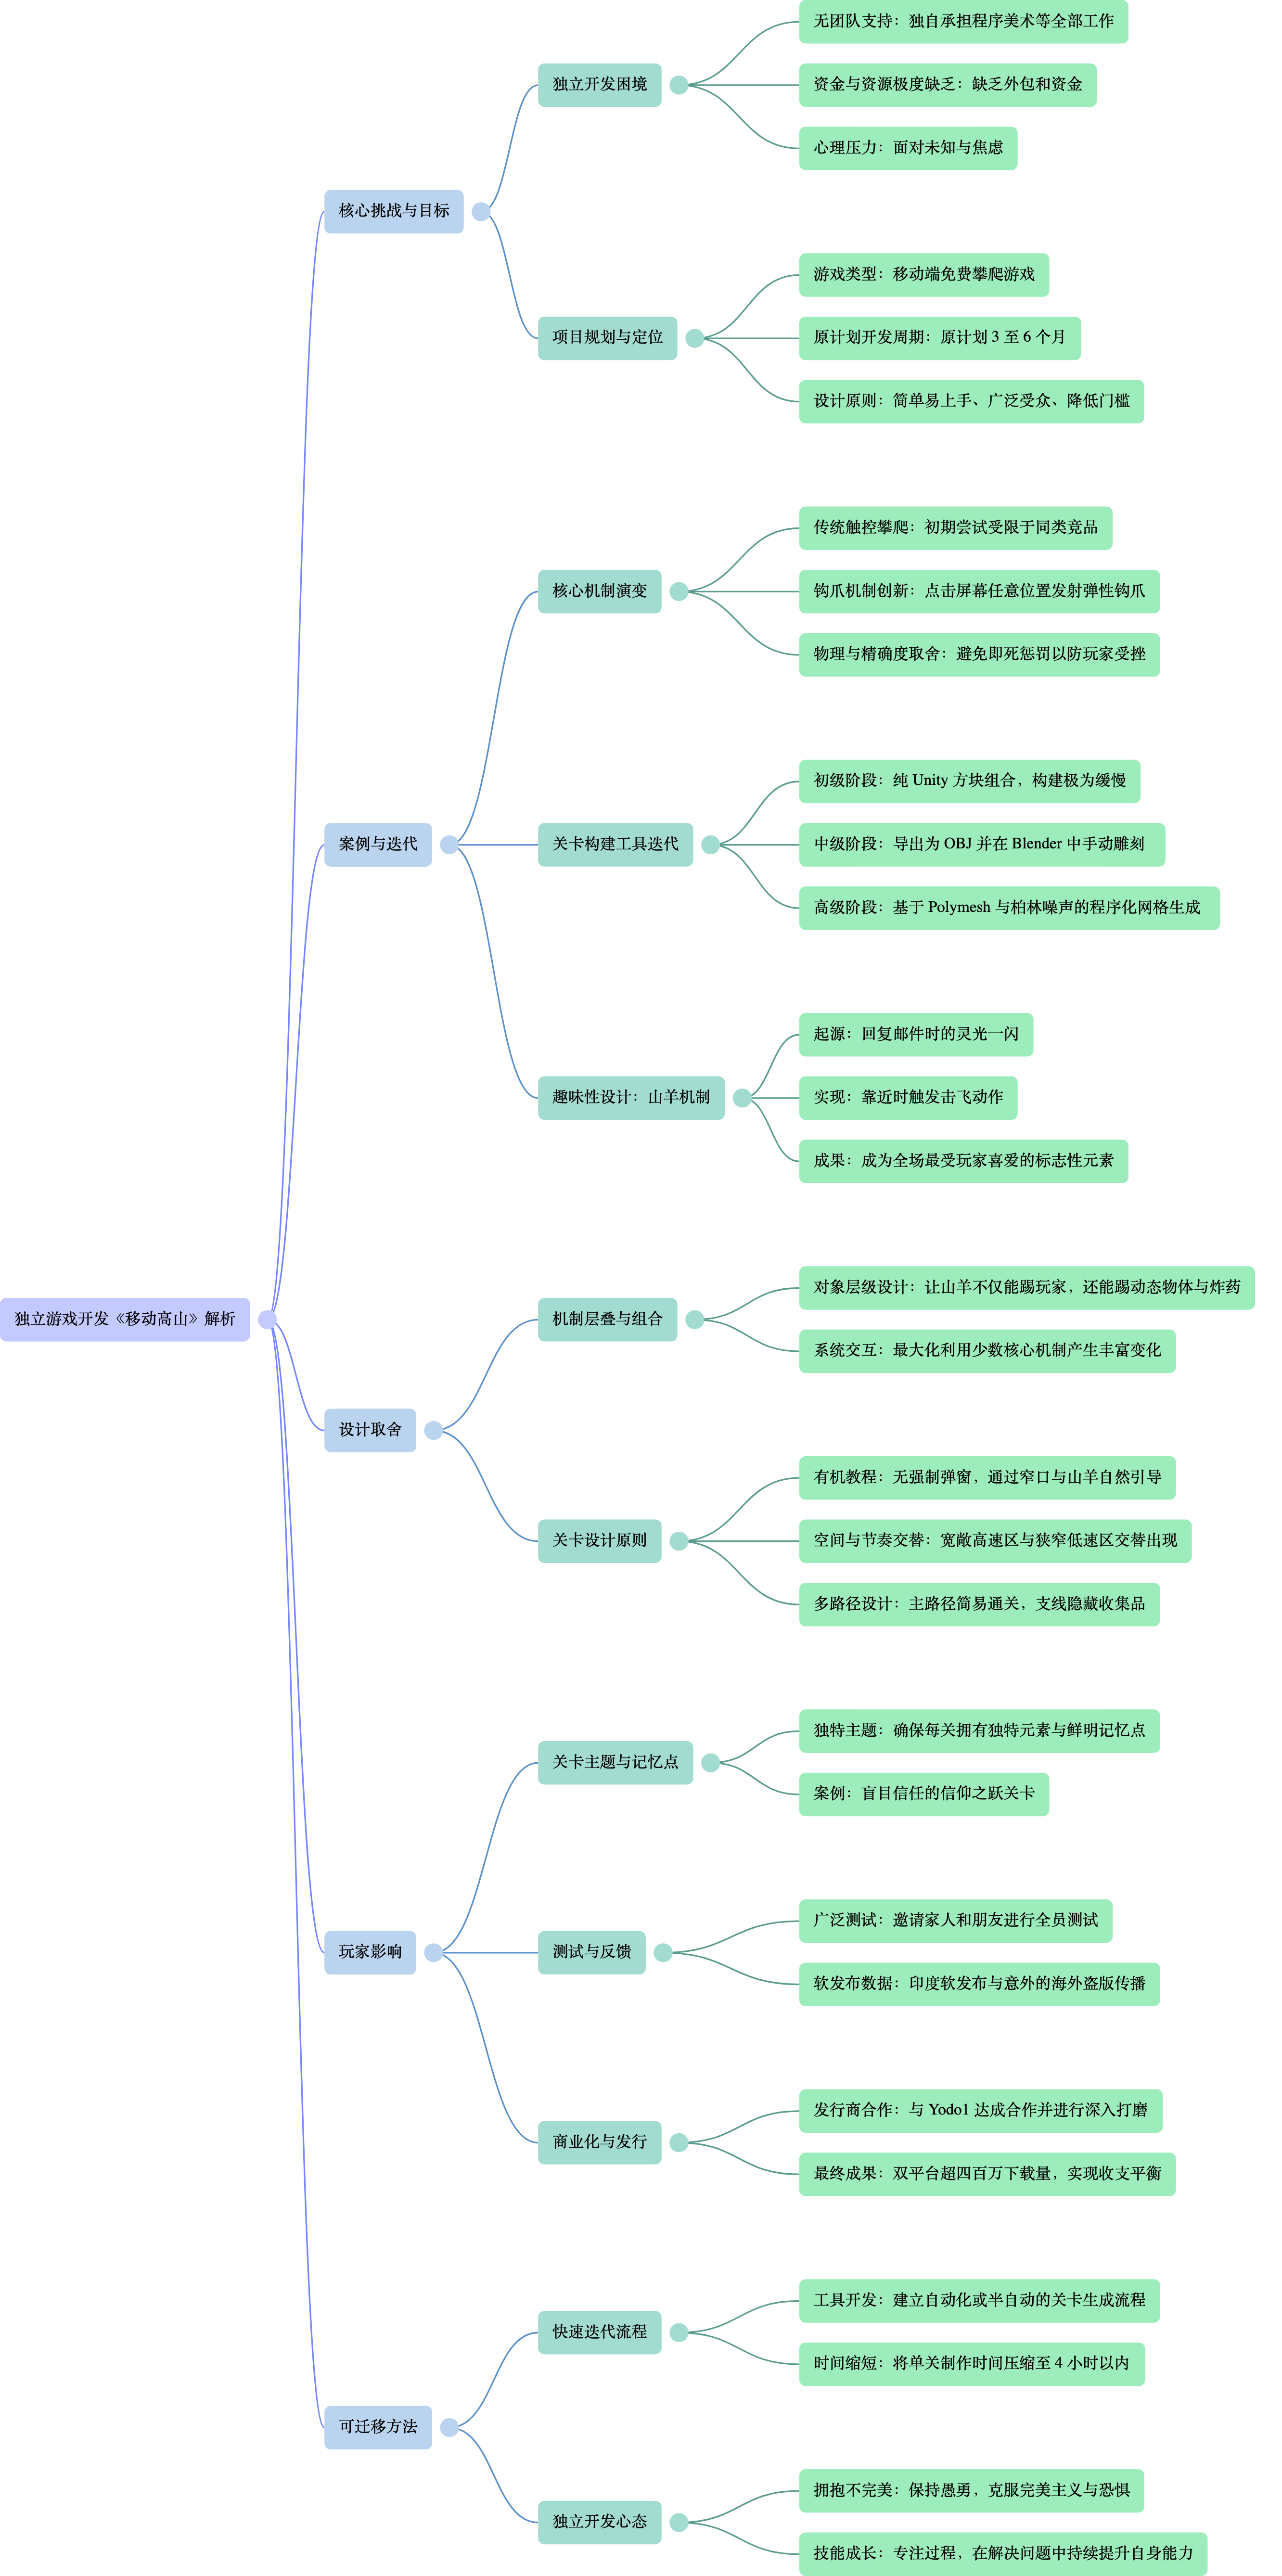 独立游戏开发《移动高山》解析
核心挑战与目标
独立开发困境
无团队支持：独自承担程序美术等全部工作
资金与资源极度缺乏：缺乏外包和资金
心理压力：面对未知与焦虑
项目规划与定位
游戏类型：移动端免费攀爬游戏
原计划开发周期：原计划 3 至 6 个月
设计原则：简单易上手、广泛受众、降低门槛
案例与迭代
核心机制演变
传统触控攀爬：初期尝试受限于同类竞品
钩爪机制创新：点击屏幕任意位置发射弹性钩爪
物理与精确度取舍：避免即死惩罚以防玩家受挫
关卡构建工具迭代
初级阶段：纯 Unity 方块组合，构建极为缓慢
中级阶段：导出为 OBJ 并在 Blender 中手动雕刻
高级阶段：基于 Polymesh 与柏林噪声的程序化网格生成
趣味性设计：山羊机制
起源：回复邮件时的灵光一闪
实现：靠近时触发击飞动作
成果：成为全场最受玩家喜爱的标志性元素
设计取舍
机制层叠与组合
对象层级设计：让山羊不仅能踢玩家，还能踢动态物体与炸药
系统交互：最大化利用少数核心机制产生丰富变化
关卡设计原则
有机教程：无强制弹窗，通过窄口与山羊自然引导
空间与节奏交替：宽敞高速区与狭窄低速区交替出现
多路径设计：主路径简易通关，支线隐藏收集品
玩家影响
关卡主题与记忆点
独特主题：确保每关拥有独特元素与鲜明记忆点
案例：盲目信任的信仰之跃关卡
测试与反馈
广泛测试：邀请家人和朋友进行全员测试
软发布数据：印度软发布与意外的海外盗版传播
商业化与发行
发行商合作：与 Yodo1 达成合作并进行深入打磨
最终成果：双平台超四百万下载量，实现收支平衡
可迁移方法
快速迭代流程
工具开发：建立自动化或半自动的关卡生成流程
时间缩短：将单关制作时间压缩至 4 小时以内
独立开发心态
拥抱不完美：保持愚勇，克服完美主义与恐惧
技能成长：专注过程，在解决问题中持续提升自身能力